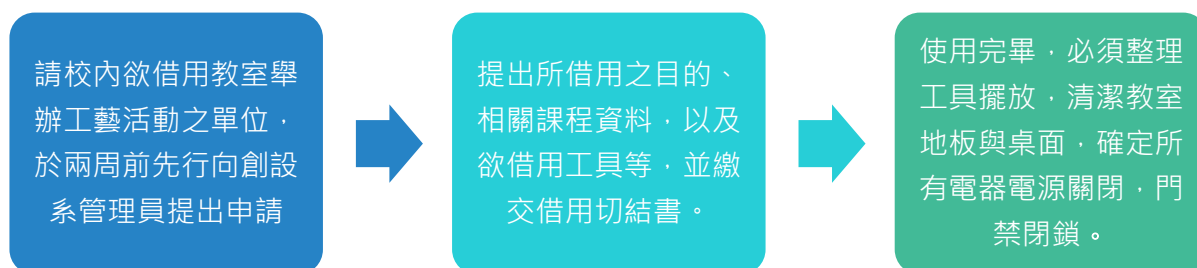 請校內欲借用教室舉
辦工藝活動之單位，
於兩周前先行向創設
系管理員提出申請
提出所借用之目的、
相關課程資料，以及
欲借用工具等，並繳
交借用切結書。
使用完畢，必須整理
工具擺放，清潔教室
地板與桌面，確定所
有電器電源關閉，門
禁閉鎖。